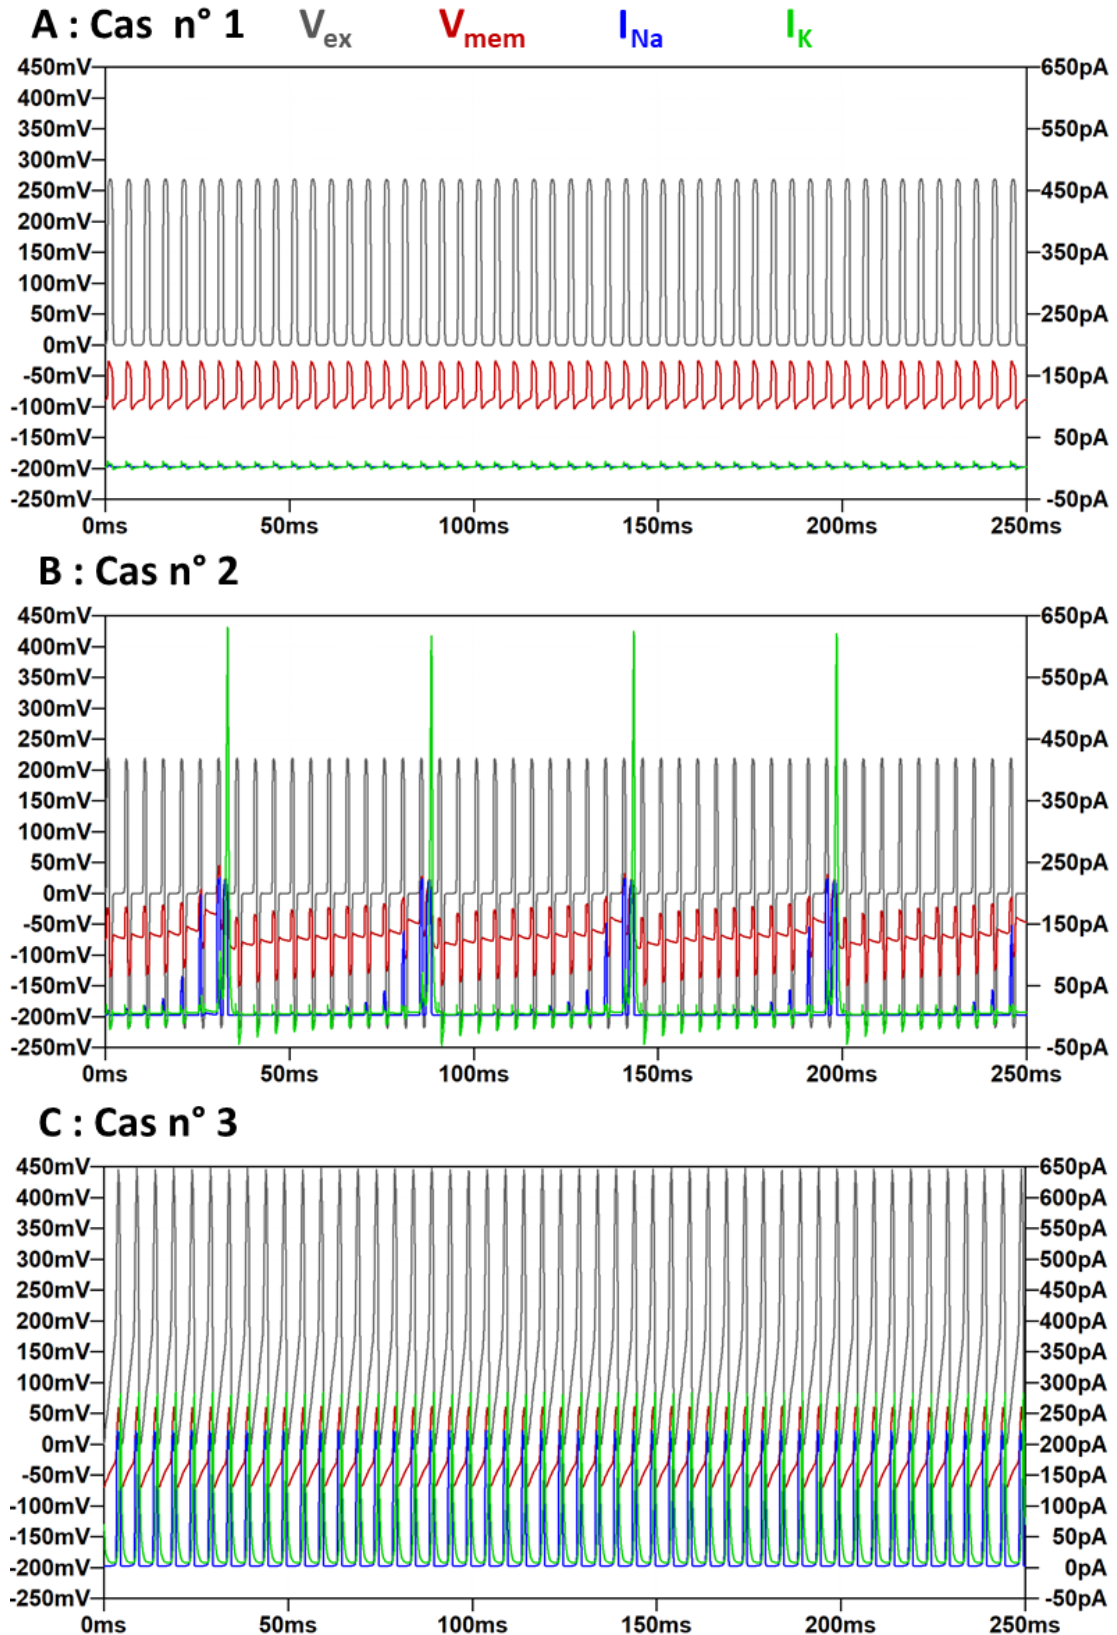 A : Cas n° 1 Vex Vmem INa IK
450mV 650pA
400mV
350mV 550pA
300mV
250mV 450pA
200mV
150mV 350pA
100mV
50mV 250pA
0mV
-50mV 150pA
-100mV
-150mV 50pA
-200mV
-250mV -50pA
0ms 50ms 100ms 150ms 200ms 250ms
B : Cas n° 2
450mV 650pA
400mV
350mV 550pA
300mV
250mV 450pA
200mV
150mV 350pA
100mV
50mV 250pA
0mV
-50mV 150pA
-100mV
-150mV 50pA
-200mV
-250mV -50pA
0ms 50ms 100ms 150ms 200ms 250ms
C : Cas n° 3
450mV 650pA
400mV 600pA
350mV 550pA
300mV 500pA
250mV 450pA
200mV 400pA
150mV 350pA
100mV 300pA
50mV 250pA
0mV 200pA
-50mV 150pA
-100mV 100pA
-150mV 50pA
-200mV 0pA
-250mV -50pA
0ms 50ms 100ms 150ms 200ms 250ms